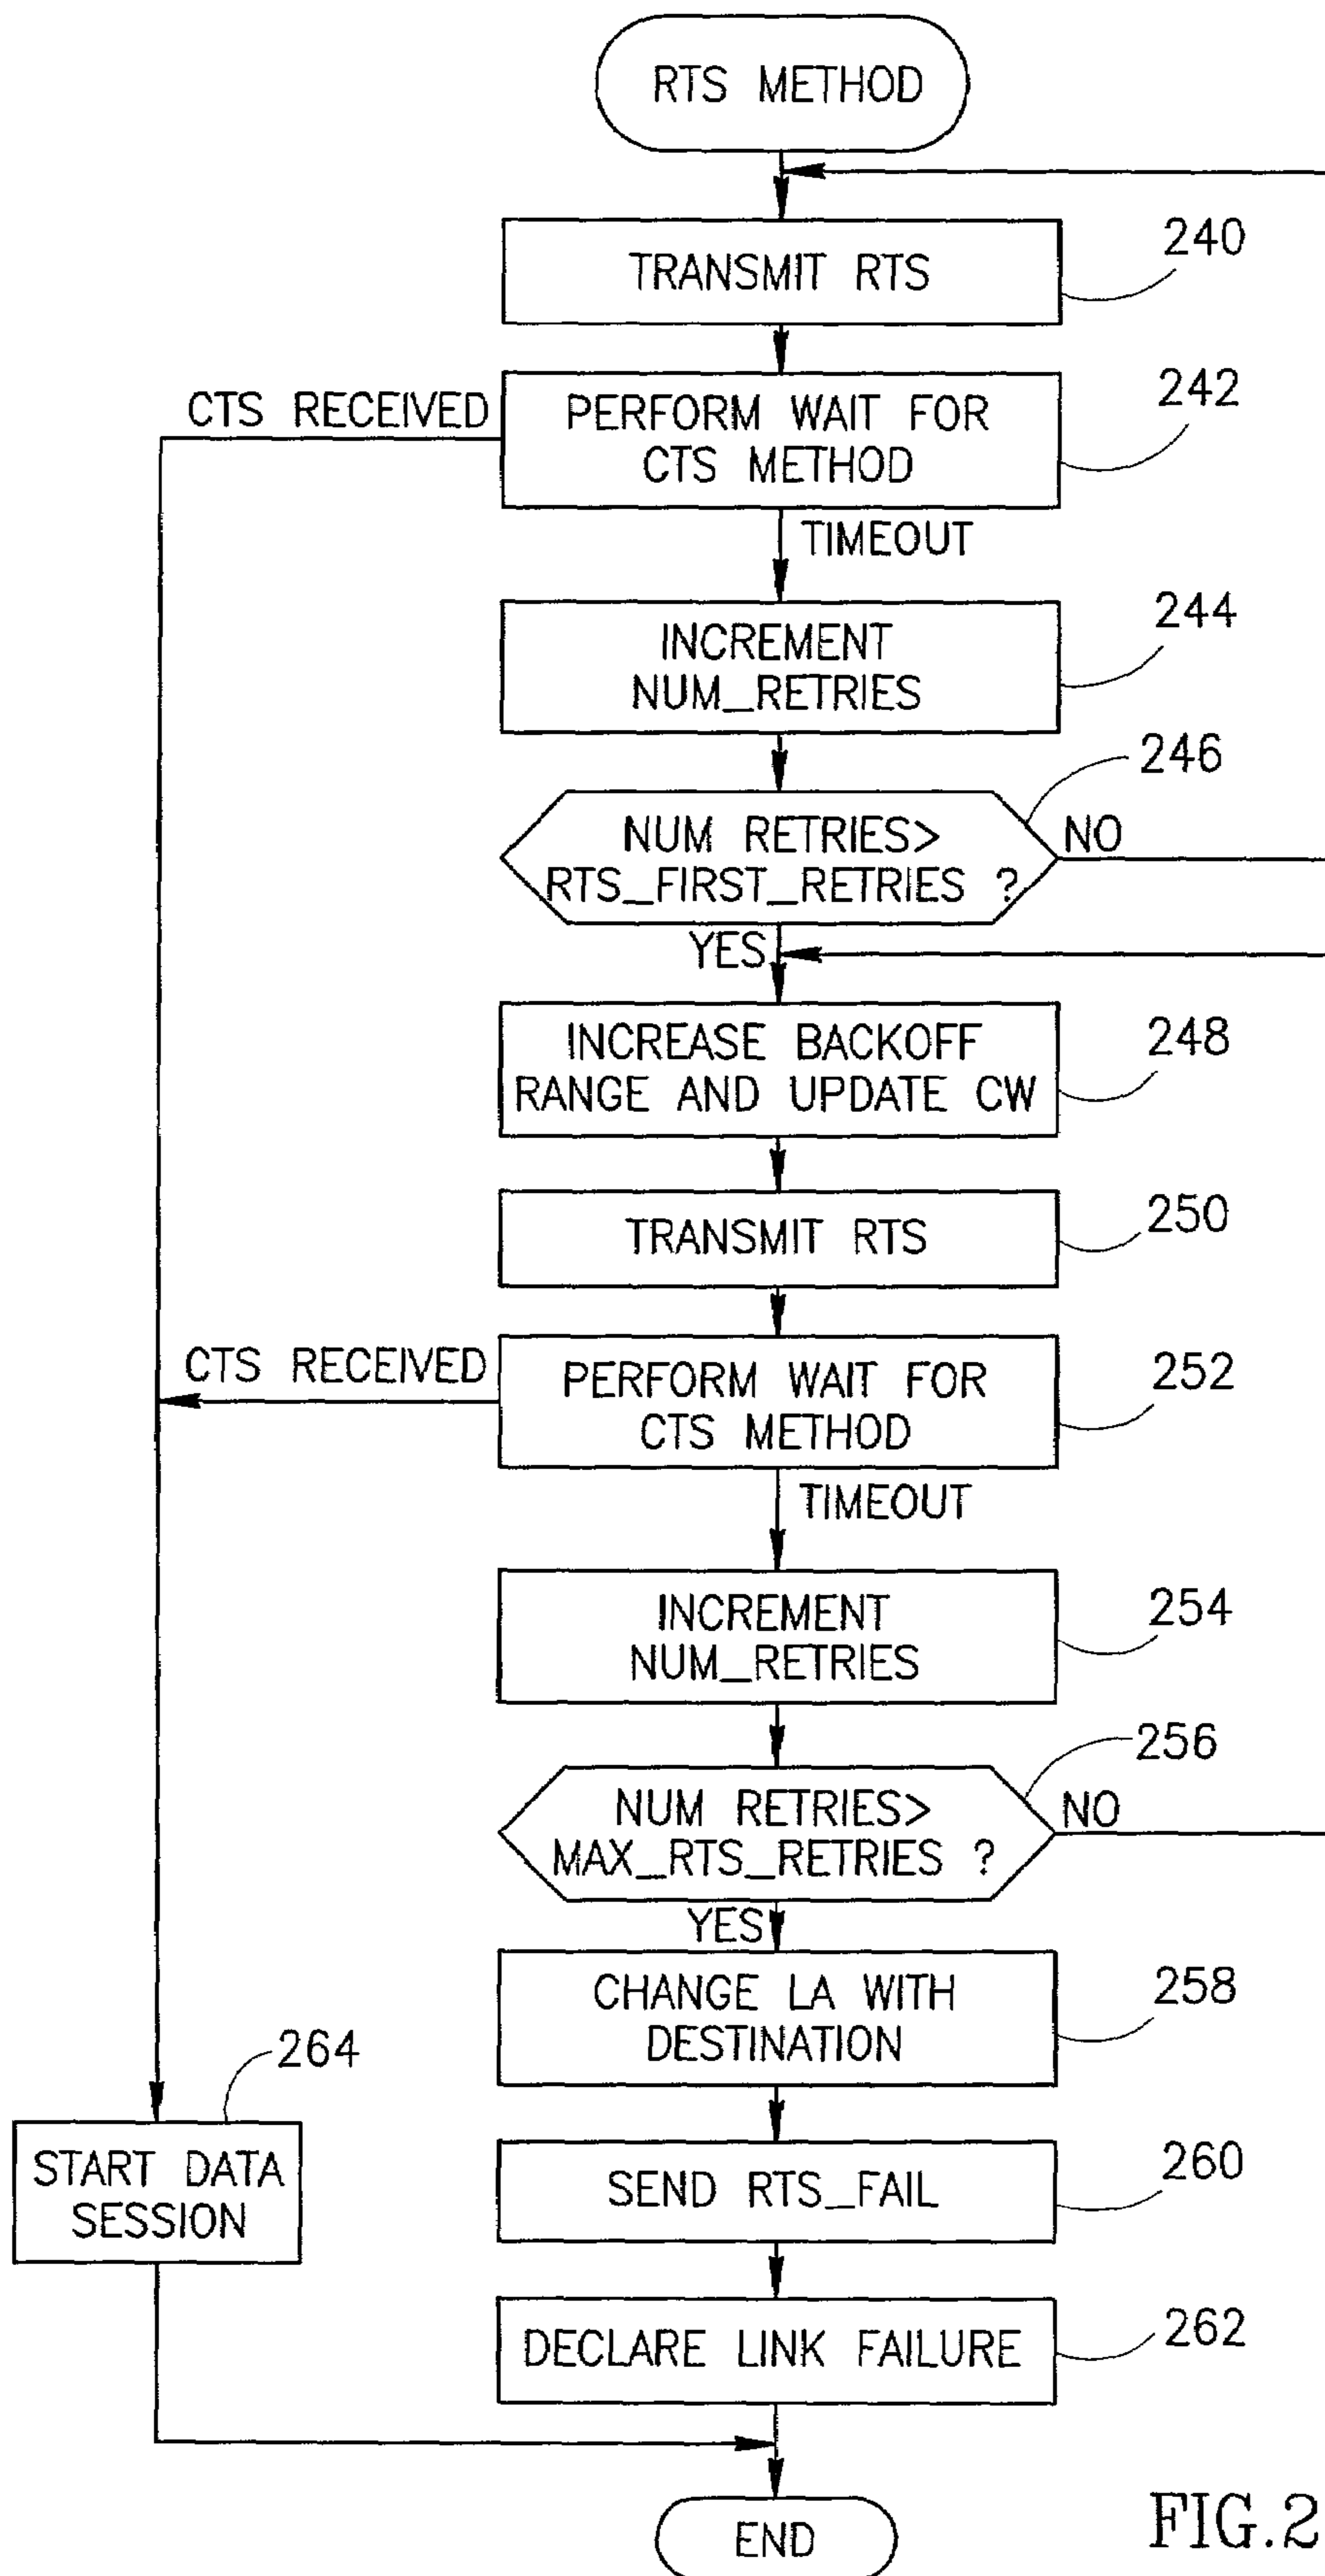 RTS METHOD
TRANSMIT RTS
240
CTS RECEIVED
PERFORM WAIT FOR
CTS METHOD
242
TIMEOUT
INCREMENT
NUM_RETRIES
244
246
NUM RETRIES>
RTS_FIRST_RETRIES ?
NO
YES
INCREASE BACKOFF
RANGE AND UPDATE CW
248
TRANSMIT RTS
250
CTS RECEIVED
PERFORM WAIT FOR
CTS METHOD
252
TIMEOUT
INCREMENT
NUM_RETRIES
254
256
NUM RETRIES>
MAX_RTS_RETRIES ?
NO
YES
CHANGE LA WITH
DESTINATION
258
264
START DATA
SESSION
SEND RTS_FAIL
260
DECLARE LINK FAILURE
262
END
FIG.2